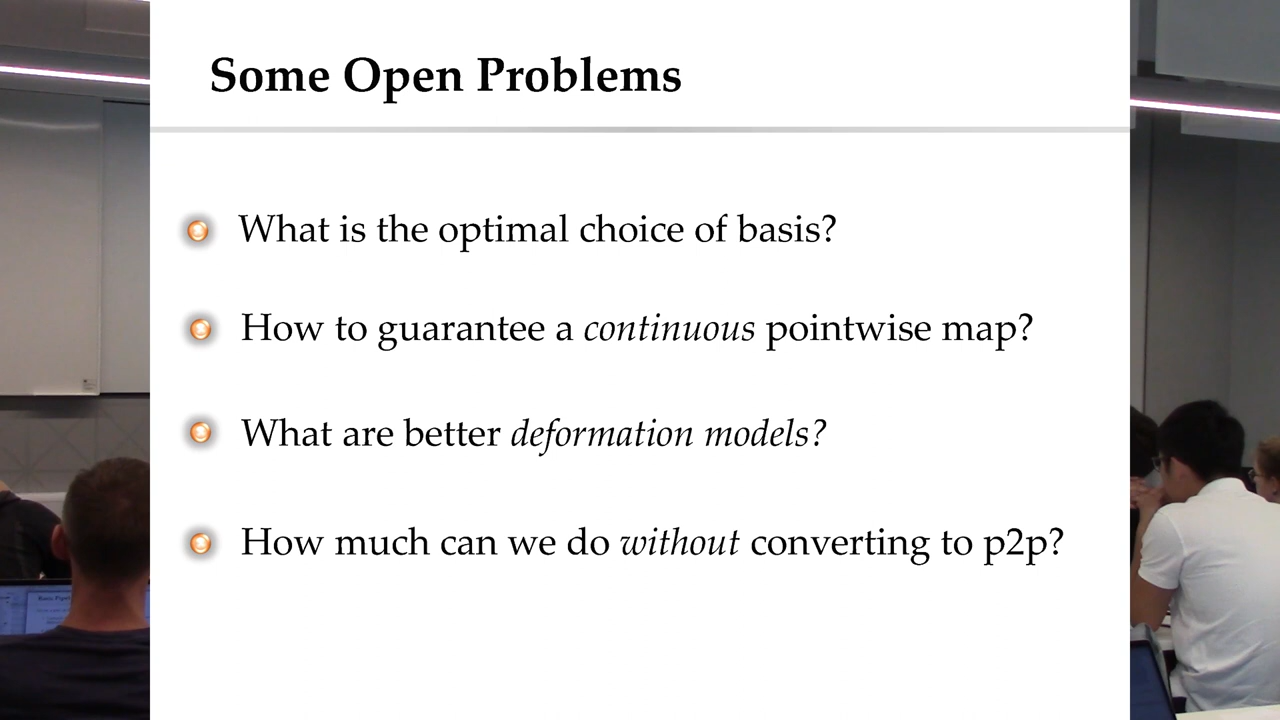 Some Open Problems
What is the optimal choice of basis?
How to guarantee a continuous pointwise map?
What are better deformation models?
How much can we do without converting to p2p?